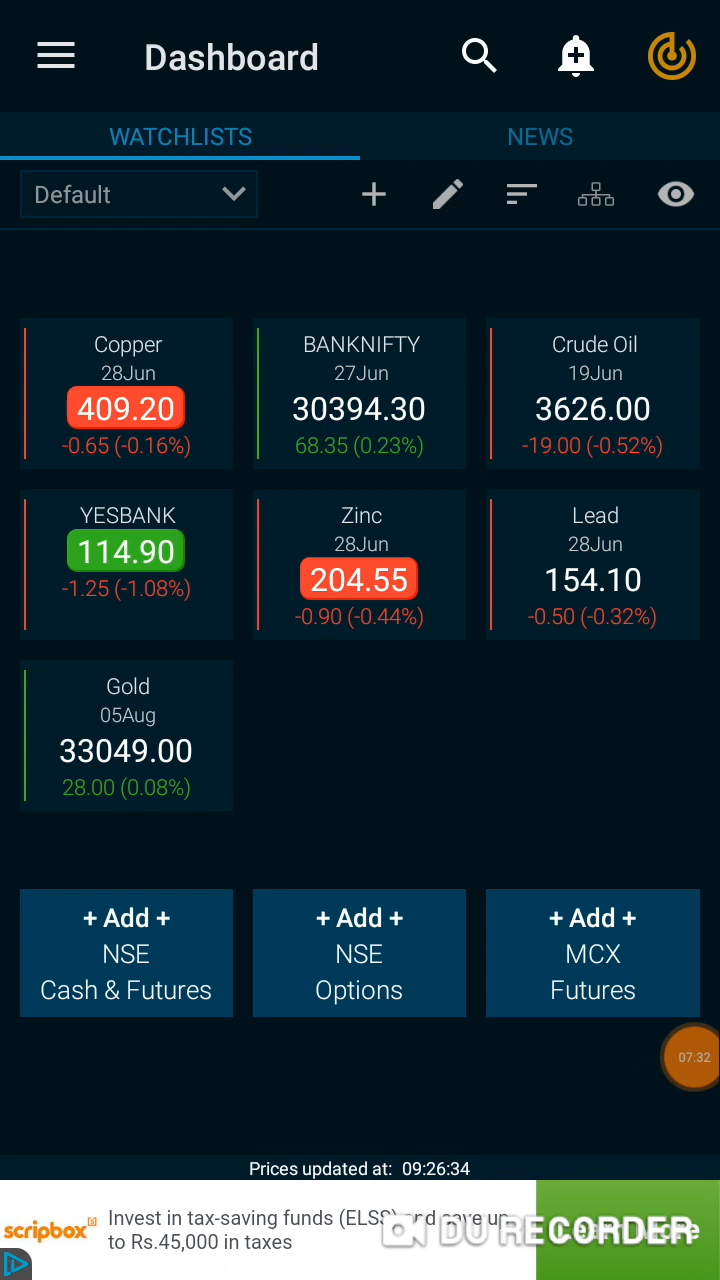 Dashboard
WATCHLISTS
NEWS
Default
Copper
28Jun
409.20
-0.65 (-0.16%)
BANKNIFTY
27Jun
30394.30
68.35 (0.23%)
Crude Oil
19Jun
3626.00
-19.00 (-0.52%)
YESBANK
114.90
-1.25 (-1.08%)
Zinc
28Jun
204.55
-0.90 (-0.44%)
Lead
28Jun
154.10
-0.50 (-0.32%)
Gold
05Aug
33049.00
28.00 (0.08%)
+ Add +
NSE
Cash & Futures
+ Add +
NSE
Options
+ Add +
MCX
Futures
07:32
Prices updated at: 09:26:34
scripbox
Invest in tax-saving funds (ELSS) and save up
to Rs.45,000 in taxes
DU RECORDER